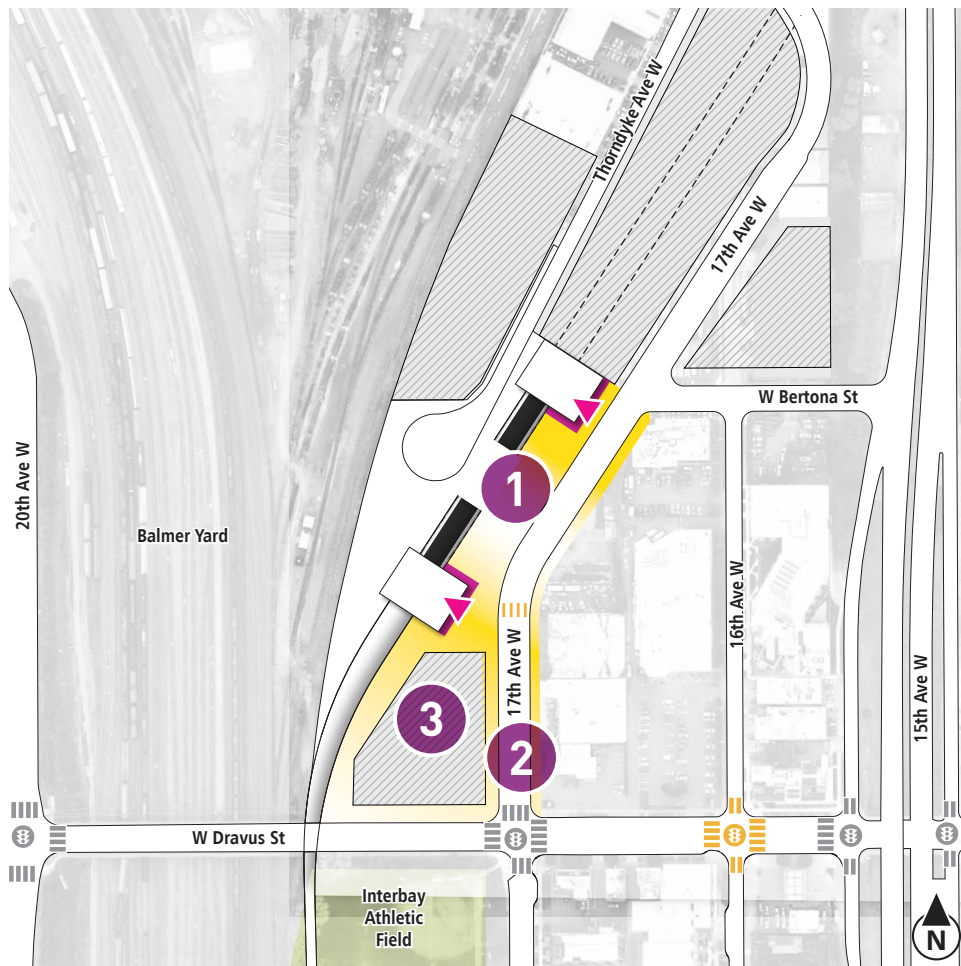 Thorndyke Ave W
17th Ave W
W Bertona St
20th Ave W
1
Balmer Yard
16th Ave W
17th Ave W
15th Ave W
3
2
W Dravus St
Interbay
Athletic
Field
N